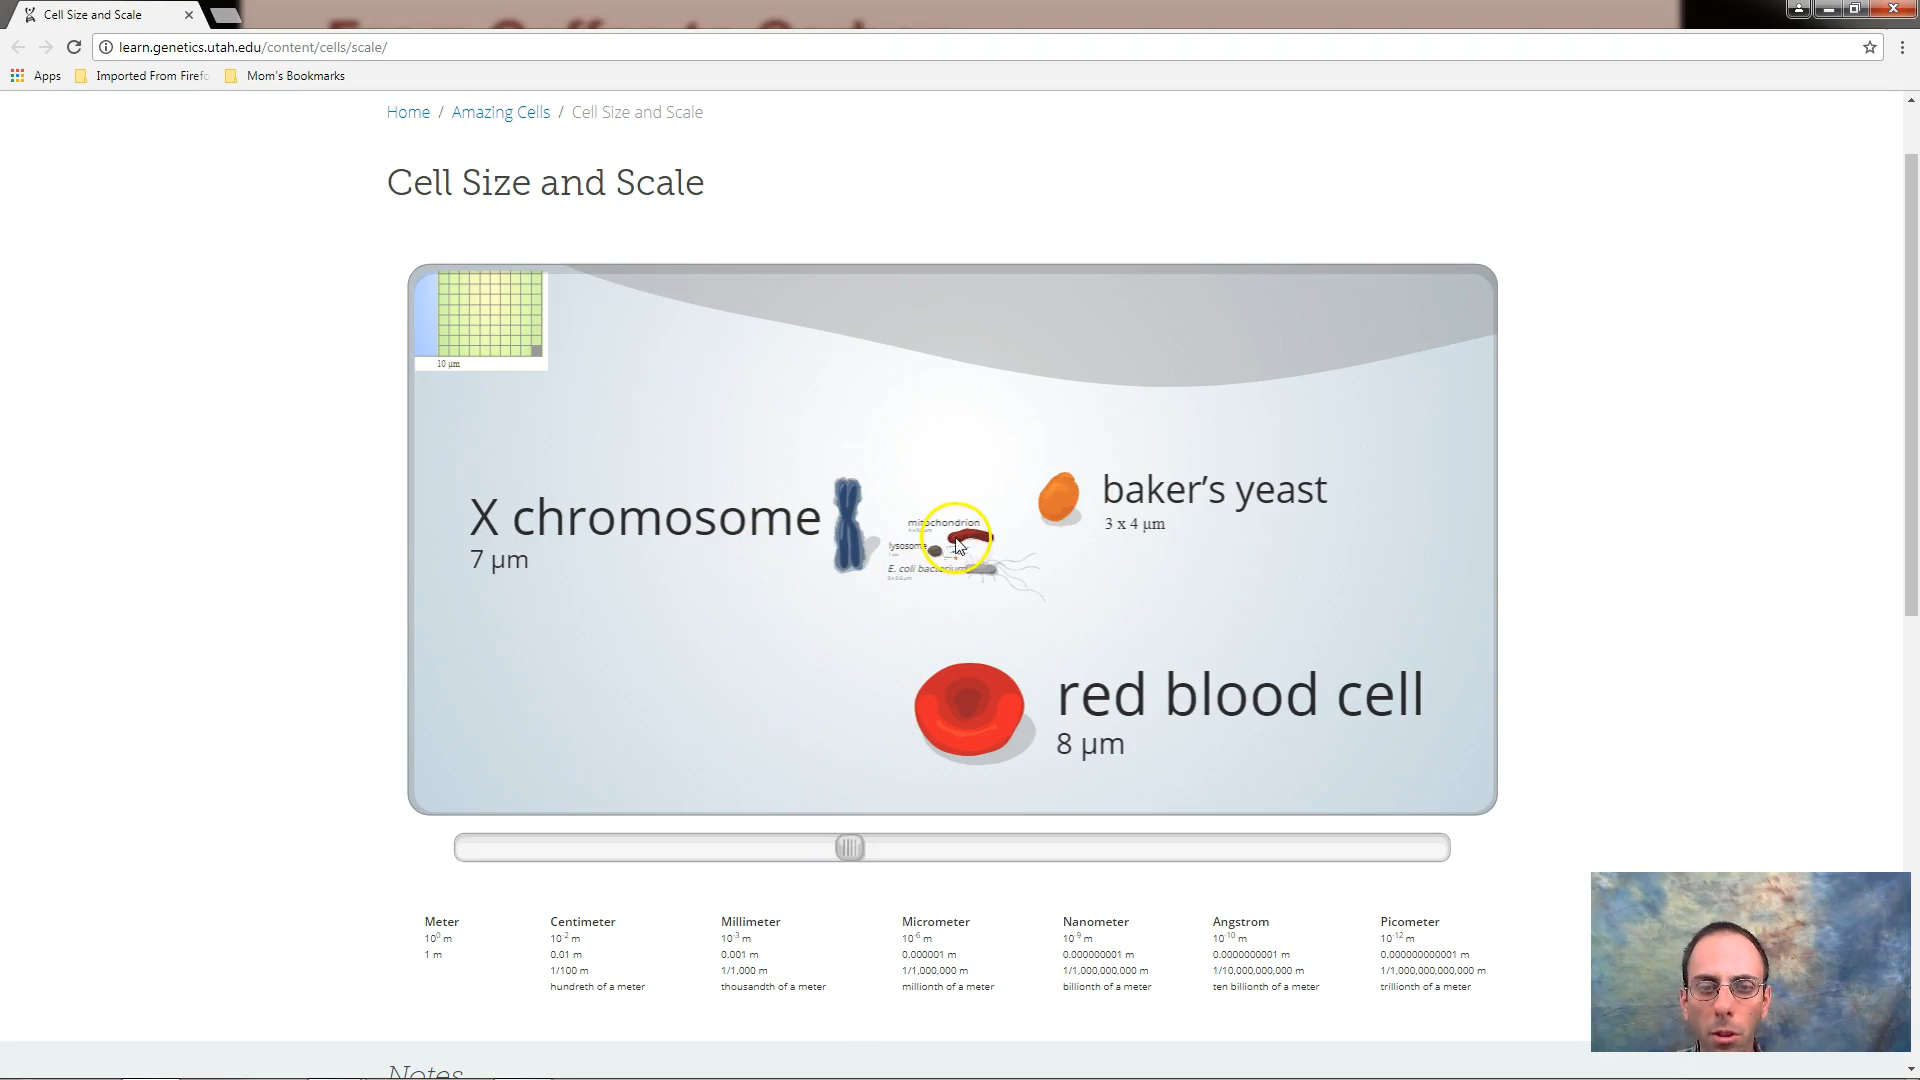 Cell Size and Scale
learn.genetics.utah.edu/content/cells/scale/
Apps Imported From Firefo Mom's Bookmarks
Home / Amazing Cells / Cell Size and Scale
Cell Size and Scale
10 µm
X chromosome
7 µm
mitochondrion
lysosome
E. coli bacterium
baker's yeast
3 x 4 µm
red blood cell
8 µm
Meter
10⁰ m
1 m
Centimeter
10⁻² m
0.01 m
1/100 m
hundreth of a meter
Millimeter
10⁻³ m
0.001 m
1/1,000 m
thousandth of a meter
Micrometer
10⁻⁶ m
0.000001 m
1/1,000,000 m
millionth of a meter
Nanometer
10⁻⁹ m
0.000000001 m
1/1,000,000,000 m
billionth of a meter
Angstrom
10⁻¹⁰ m
0.0000000001 m
1/10,000,000,000 m
ten billionth of a meter
Picometer
10⁻¹² m
0.000000000001 m
1/1,000,000,000,000 m
trillionth of a meter
Notes